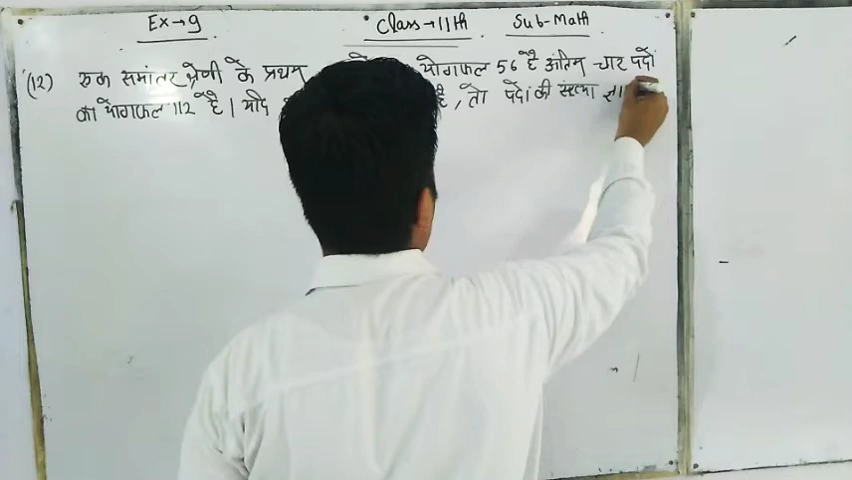 Ex→9 Class→11th Sub-Math
(12) एक समांतर श्रेणी के प्रथम योगफल 56 है अंतिम चार पदों
का योगफल 112 है। यदि है, तो पदों की संख्या